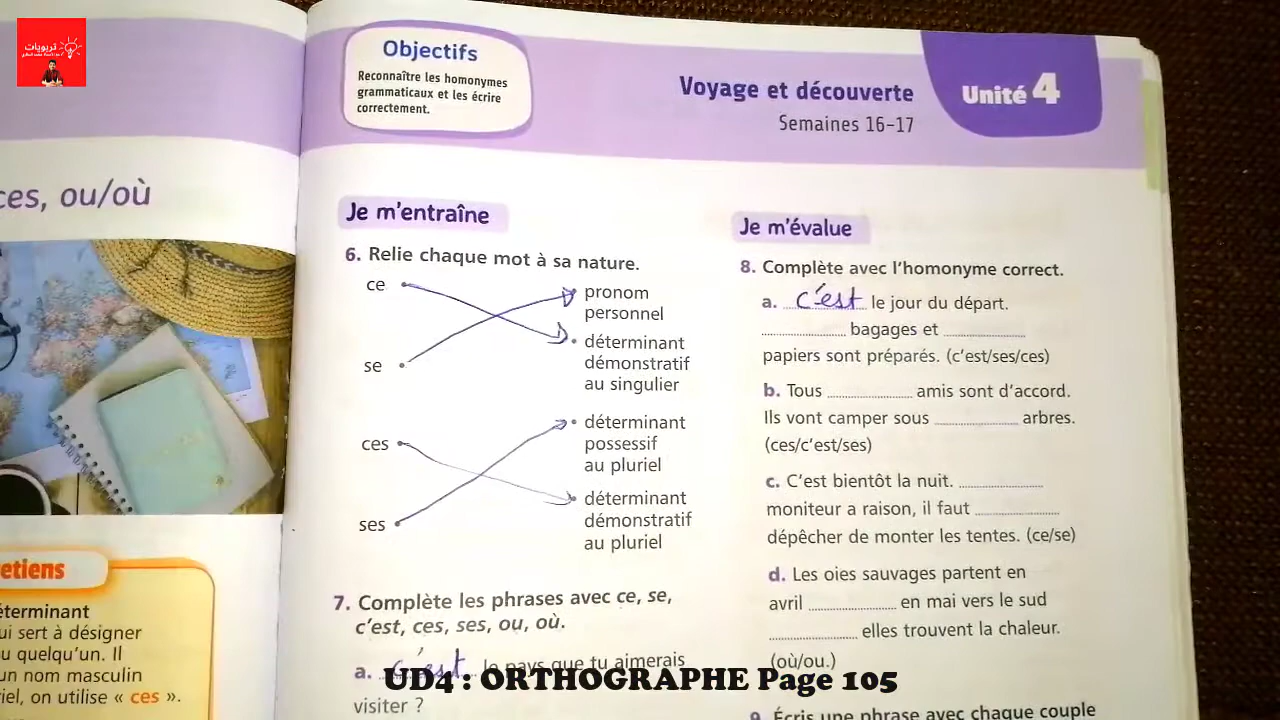 تربويات
Objectifs
Reconnaître les homonymes
grammaticaux et les écrire
correctement.
Voyage et découverte
Semaines 16-17
Unité 4
ces, ou/où
Je m'entraîne
6. Relie chaque mot à sa nature.
ce
pronom
personnel
déterminant
démonstratif
au singulier
se
ces
déterminant
possessif
au pluriel
déterminant
démonstratif
au pluriel
ses
7. Complète les phrases avec ce, se,
c'est, ces, ses, ou, où.
a. c'est le pays que tu aimerais
visiter ?
Je m'évalue
8. Complète avec l'homonyme correct.
a. c'est le jour du départ.
bagages et
papiers sont préparés. (c'est/ses/ces)
b. Tous amis sont d'accord.
Ils vont camper sous arbres.
(ces/c'est/ses)
c. C'est bientôt la nuit.
moniteur a raison, il faut
dépêcher de monter les tentes. (ce/se)
d. Les oies sauvages partent en
avril en mai vers le sud
elles trouvent la chaleur.
(où/ou.)
9. Écris une phrase avec chaque couple
etiens
éterminant
ui sert à désigner
u quelqu'un. Il
un nom masculin
riel, on utilise « ces ».
UD4 : ORTHOGRAPHE Page 105